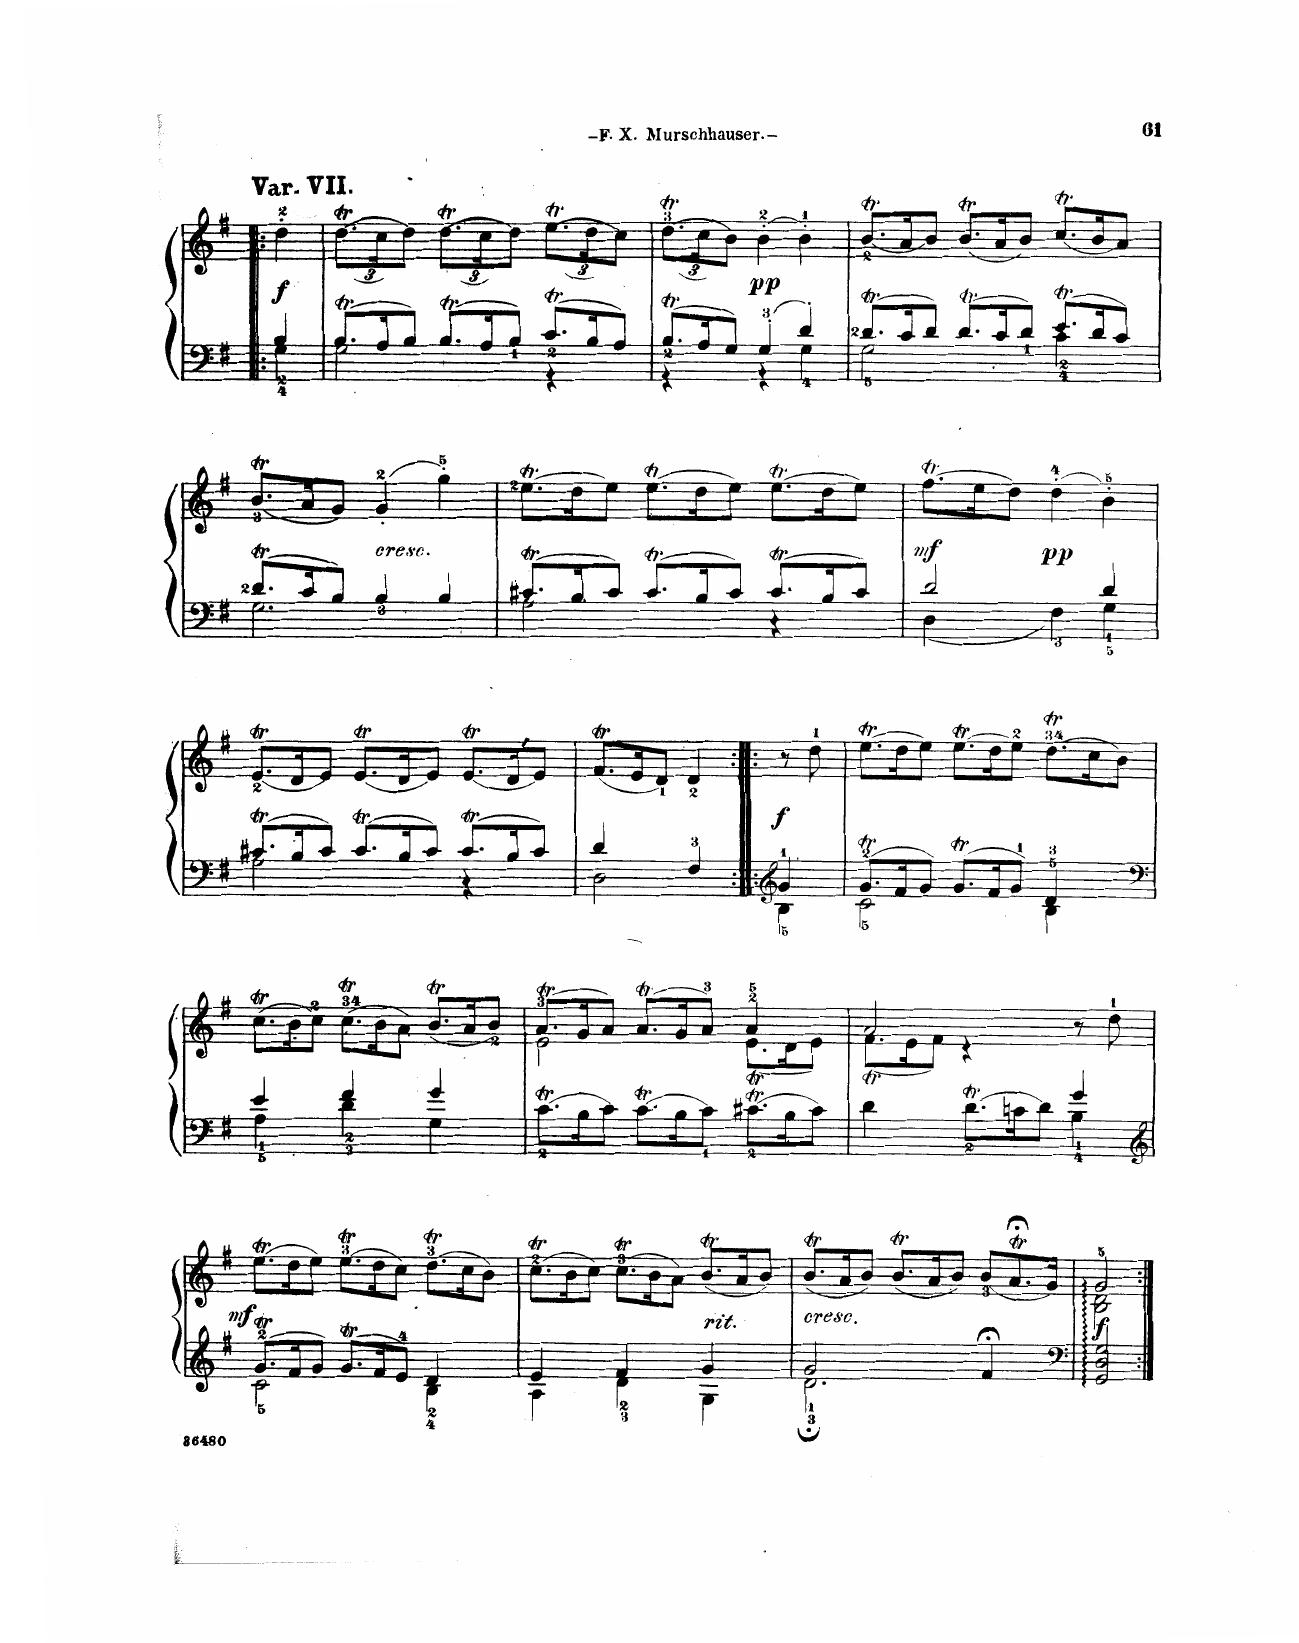 -F. X. Murschhauser.-
61
Var. VII.
f
pp
cresc.
mf
pp
f
mf
rit.
cresc.
f
36480